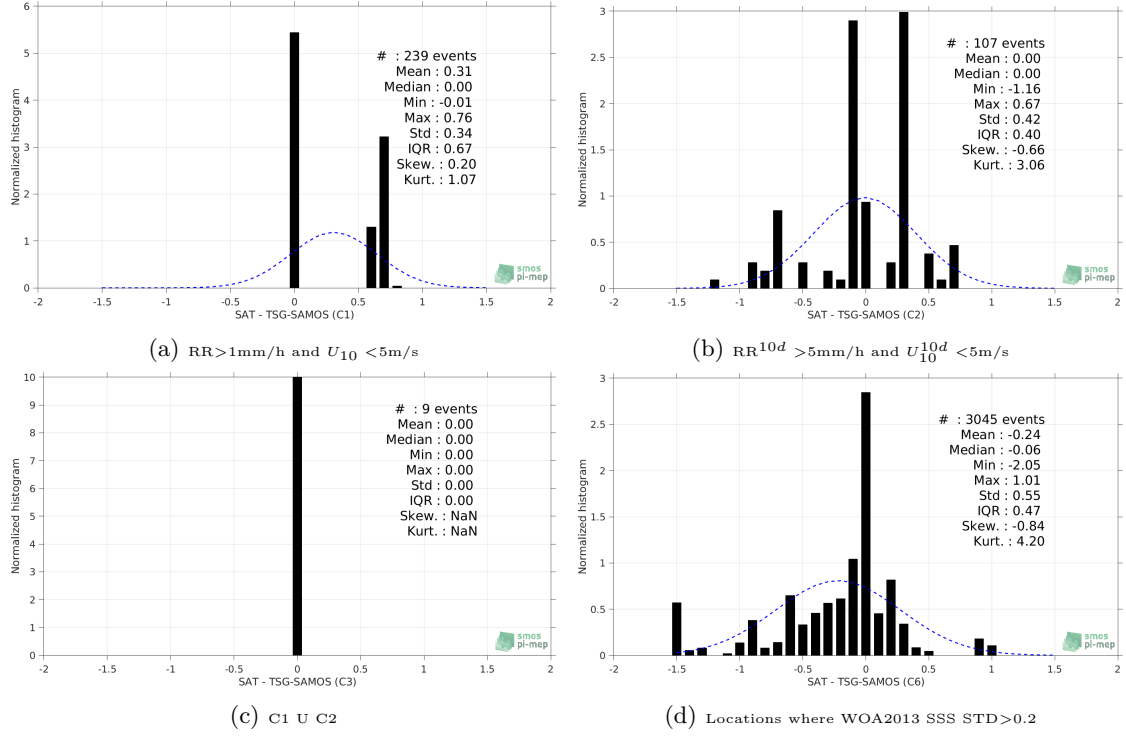 6
5
4
3
2
1
0
-2
-1.5
-1
-0.5
0
0.5
1
1.5
2
Normalized histogram
SAT - TSG-SAMOS (C1)
# : 239 events
Mean : 0.31
Median : 0.00
Min : -0.01
Max : 0.76
Std : 0.34
IQR : 0.67
Skew. : 0.20
Kurt. : 1.07
smos
pi-mep
(a) RR>1mm/h and U10 <5m/s
3
2.5
2
1.5
1
0.5
0
-2
-1.5
-1
-0.5
0
0.5
1
1.5
2
Normalized histogram
SAT - TSG-SAMOS (C2)
# : 107 events
Mean : 0.00
Median : 0.00
Min : -1.16
Max : 0.67
Std : 0.42
IQR : 0.40
Skew. : -0.66
Kurt. : 3.06
smos
pi-mep
(b) RR10d >5mm/h and U10 10d <5m/s
10
9
8
7
6
5
4
3
2
1
0
-2
-1.5
-1
-0.5
0
0.5
1
1.5
2
Normalized histogram
SAT - TSG-SAMOS (C3)
# : 9 events
Mean : 0.00
Median : 0.00
Min : 0.00
Max : 0.00
Std : 0.00
IQR : 0.00
Skew. : NaN
Kurt. : NaN
smos
pi-mep
(c) C1 U C2
3
2.5
2
1.5
1
0.5
0
-2
-1.5
-1
-0.5
0
0.5
1
1.5
2
Normalized histogram
SAT - TSG-SAMOS (C6)
# : 3045 events
Mean : -0.24
Median : -0.06
Min : -2.05
Max : 1.01
Std : 0.55
IQR : 0.47
Skew. : -0.84
Kurt. : 4.20
smos
pi-mep
(d) Locations where WOA2013 SSS STD>0.2